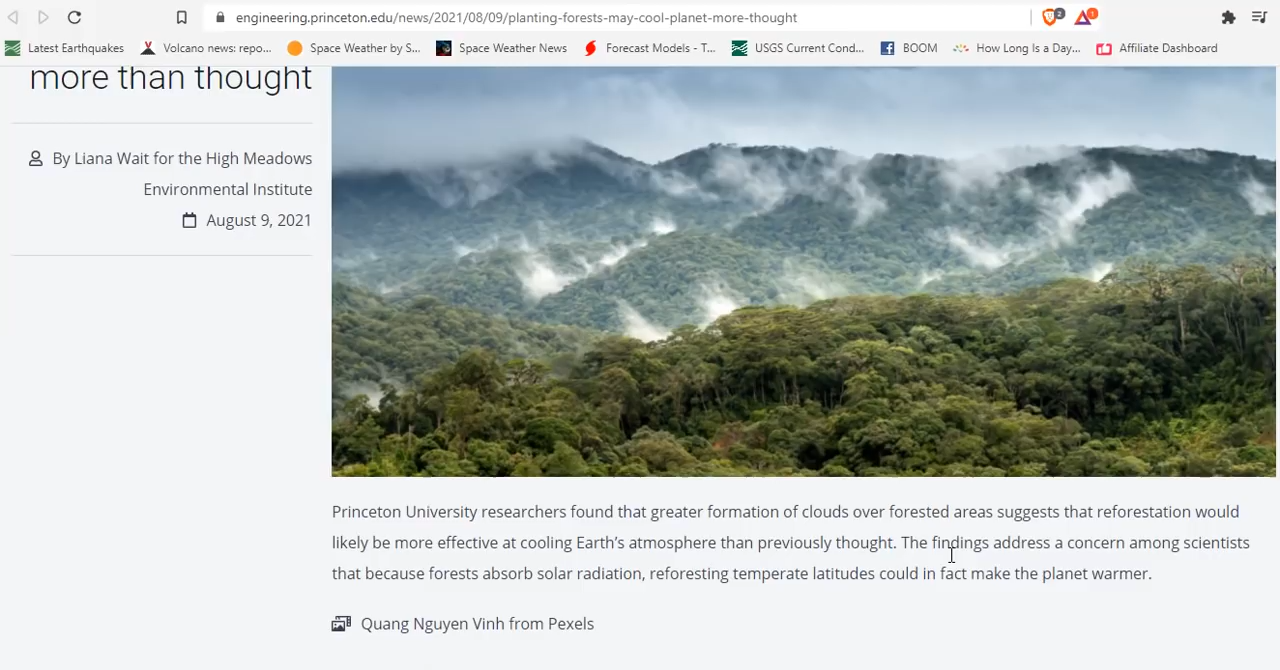 engineering.princeton.edu/news/2021/08/09/planting-forests-may-cool-planet-more-thought
2
1
Latest Earthquakes
Volcano news: repo...
Space Weather by S...
Space Weather News
Forecast Models - T...
USGS Current Cond...
BOOM
How Long Is a Day...
Affiliate Dashboard
more than thought
By Liana Wait for the High Meadows
Environmental Institute
August 9, 2021
Princeton University researchers found that greater formation of clouds over forested areas suggests that reforestation would
likely be more effective at cooling Earth’s atmosphere than previously thought. The findings address a concern among scientists
that because forests absorb solar radiation, reforesting temperate latitudes could in fact make the planet warmer.
Quang Nguyen Vinh from Pexels